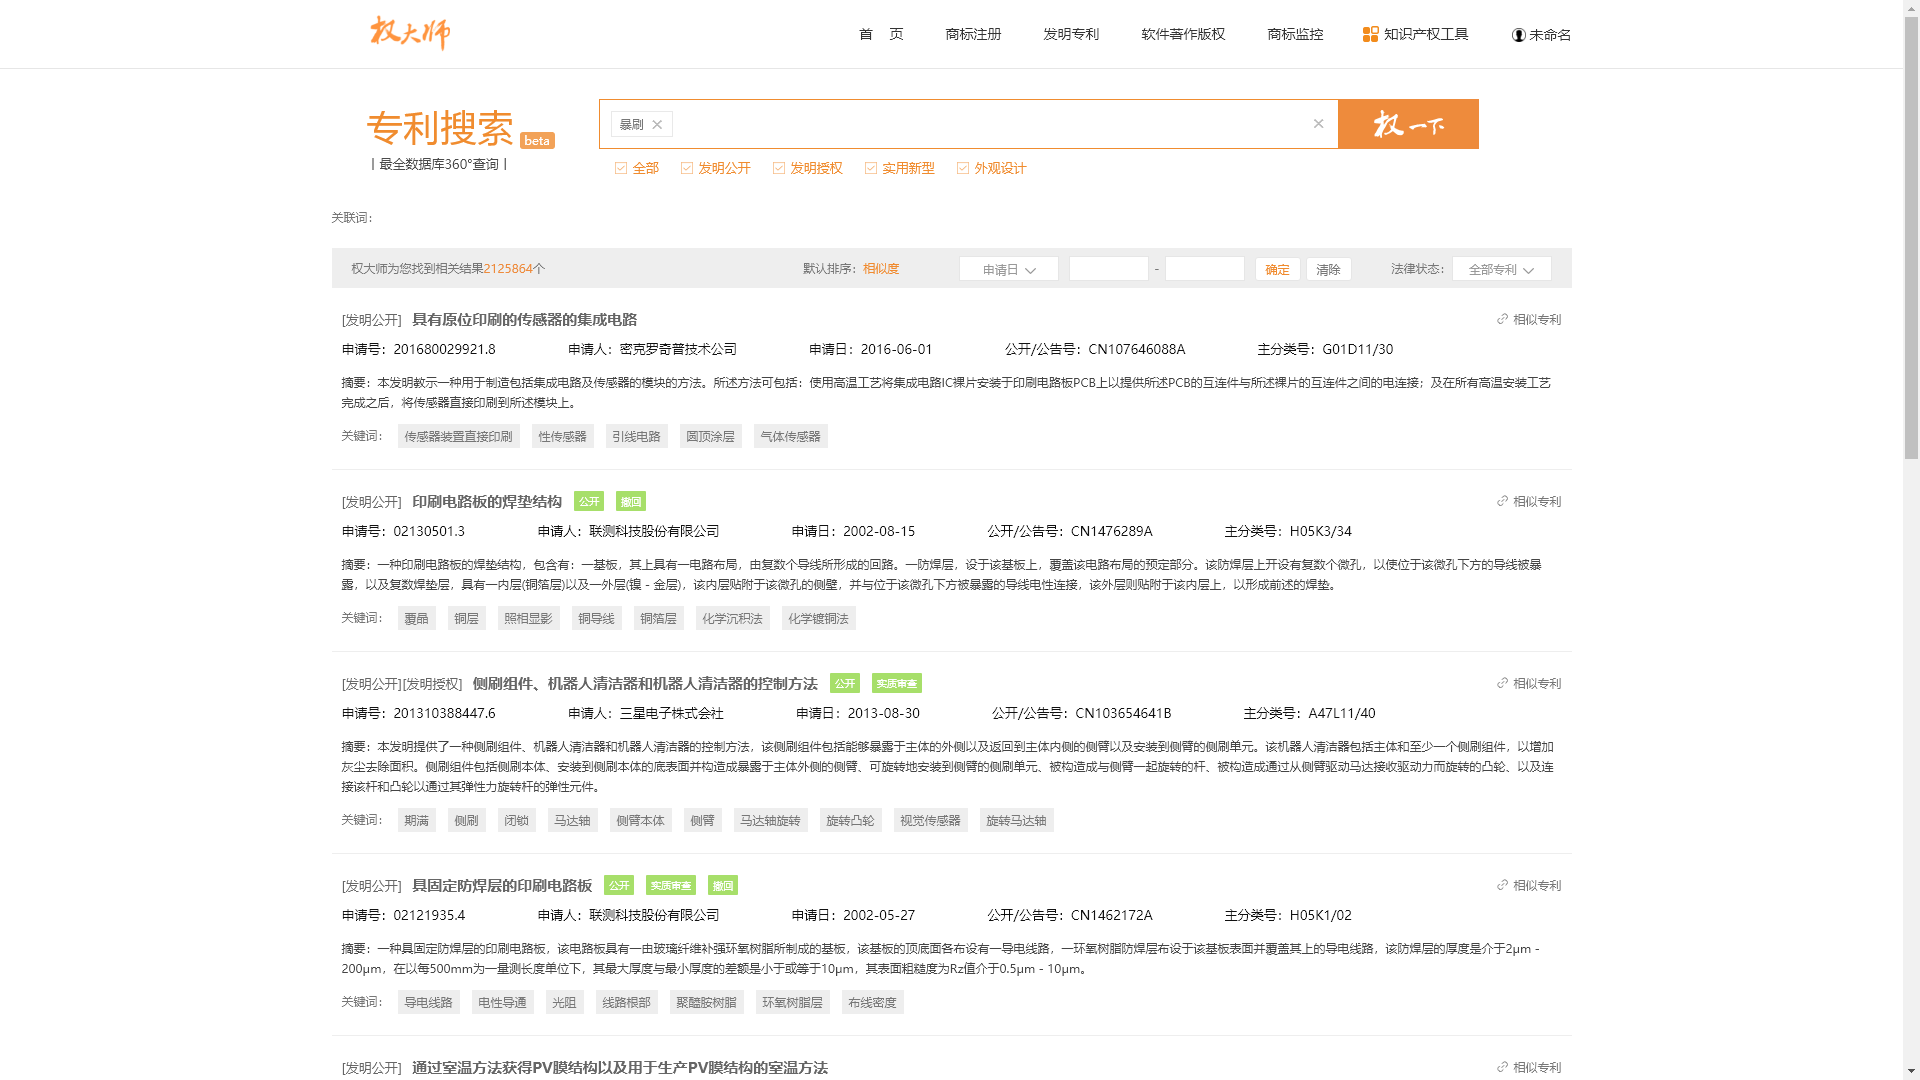 权大师
首 页 商标注册 发明专利 软件著作版权 商标监控 知识产权工具 未命名
专利搜索 beta
暴刷
权一下
最全数据库360°查询
全部 发明公开 发明授权 实用新型 外观设计
关联词：
权大师为您找到相关结果2125864个 默认排序：相似度 申请日 - 确定 清除 法律状态： 全部专利
[发明公开] 具有原位印刷的传感器的集成电路 相似专利
申请号：201680029921.8 申请人：密克罗奇普技术公司 申请日：2016-06-01 公开/公告号：CN107646088A 主分类号：G01D11/30
摘要：本发明教示一种用于制造包括集成电路及传感器的模块的方法。所述方法可包括：使用高温工艺将集成电路IC裸片安装于印刷电路板PCB上以提供所述PCB的互连件与所述裸片的互连件之间的电连接；及在所有高温安装工艺
完成之后，将传感器直接印刷到所述模块上。
关键词： 传感器装置直接印刷 性传感器 引线电路 圆顶涂层 气体传感器
[发明公开] 印刷电路板的焊垫结构 公开 撤回 相似专利
申请号：02130501.3 申请人：联测科技股份有限公司 申请日：2002-08-15 公开/公告号：CN1476289A 主分类号：H05K3/34
摘要：一种印刷电路板的焊垫结构，包含有：一基板，其上具有一电路布局，由复数个导线所形成的回路。一防焊层，设于该基板上，覆盖该电路布局的预定部分。该防焊层上开设有复数个微孔，以使位于该微孔下方的导线被暴
露，以及复数焊垫层，具有一内层(铜箔层)以及一外层(镍－金层)，该内层贴附于该微孔的侧壁，并与位于该微孔下方被暴露的导线电性连接，该外层则贴附于该内层上，以形成前述的焊垫。
关键词： 覆晶 铜层 照相显影 铜导线 铜箔层 化学沉积法 化学镀铜法
[发明公开][发明授权] 侧刷组件、机器人清洁器和机器人清洁器的控制方法 公开 实质审查 相似专利
申请号：201310388447.6 申请人：三星电子株式会社 申请日：2013-08-30 公开/公告号：CN103654641B 主分类号：A47L11/40
摘要：本发明提供了一种侧刷组件、机器人清洁器和机器人清洁器的控制方法，该侧刷组件包括能够暴露于主体的外侧以及返回到主体内侧的侧臂以及安装到侧臂的侧刷单元。该机器人清洁器包括主体和至少一个侧刷组件，以增加
灰尘去除面积。侧刷组件包括侧刷本体、安装到侧刷本体的底表面并构造成暴露于主体外侧的侧臂、可旋转地安装到侧臂的侧刷单元、被构造成与侧臂一起旋转的杆、被构造成通过从侧臂驱动马达接收驱动力而旋转的凸轮、以及连
接该杆和凸轮以通过其弹性力旋转杆的弹性元件。
关键词： 期满 侧刷 闭锁 马达轴 侧臂本体 侧臂 马达轴旋转 旋转凸轮 视觉传感器 旋转马达轴
[发明公开] 具固定防焊层的印刷电路板 公开 实质审查 撤回 相似专利
申请号：02121935.4 申请人：联测科技股份有限公司 申请日：2002-05-27 公开/公告号：CN1462172A 主分类号：H05K1/02
摘要：一种具固定防焊层的印刷电路板，该电路板具有一由玻璃纤维补强环氧树脂所制成的基板，该基板的顶底面各布设有一导电线路，一环氧树脂防焊层布设于该基板表面并覆盖其上的导电线路，该防焊层的厚度是介于2μm－
200μm，在以每500mm为一量测长度单位下，其最大厚度与最小厚度的差额是小于或等于10μm，其表面粗糙度为Rz值介于0.5μm－10μm。
关键词： 导电线路 电性导通 光阻 线路根部 聚醯胺树脂 环氧树脂层 布线密度
[发明公开] 通过室温方法获得PV膜结构以及用于生产PV膜结构的室温方法 相似专利